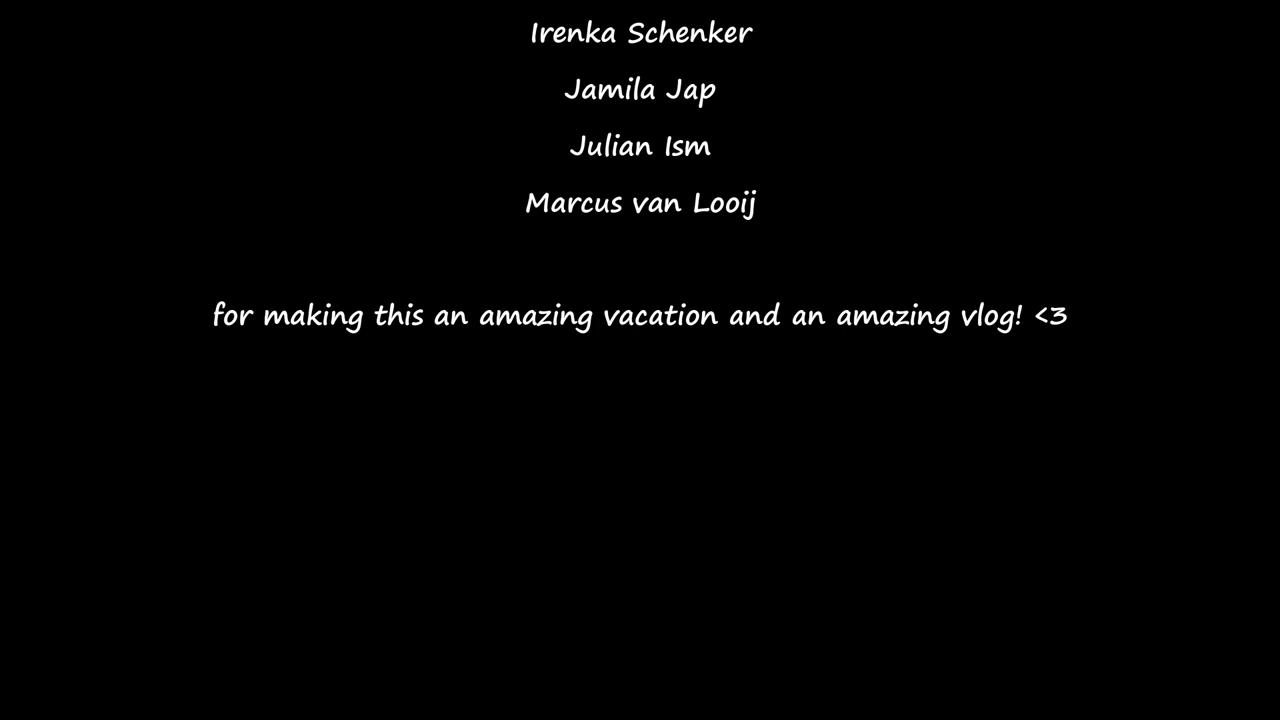 Irenka Schenker
Jamila Jap
Julian Ism
Marcus van Looij
for making this an amazing vacation and an amazing vlog! <3